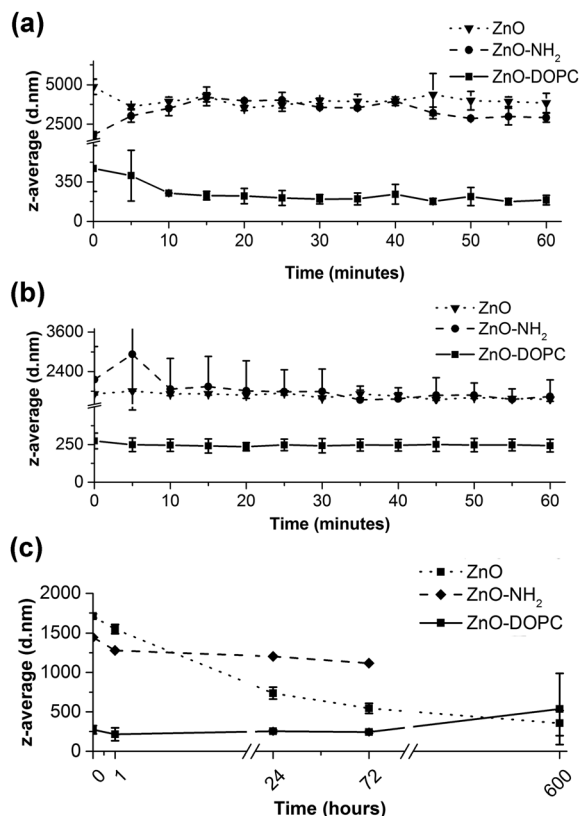 (a)
ZnO
ZnO-NH2
ZnO-DOPC
5000
2500
350
0
z-average (d.nm)
0 10 20 30 40 50 60
Time (minutes)
(b)
ZnO
ZnO-NH2
ZnO-DOPC
3600
2400
250
0
z-average (d.nm)
0 10 20 30 40 50 60
Time (minutes)
(c)
ZnO
ZnO-NH2
ZnO-DOPC
2000
1500
1000
500
0
z-average (d.nm)
0 1 24 72 600
Time (hours)